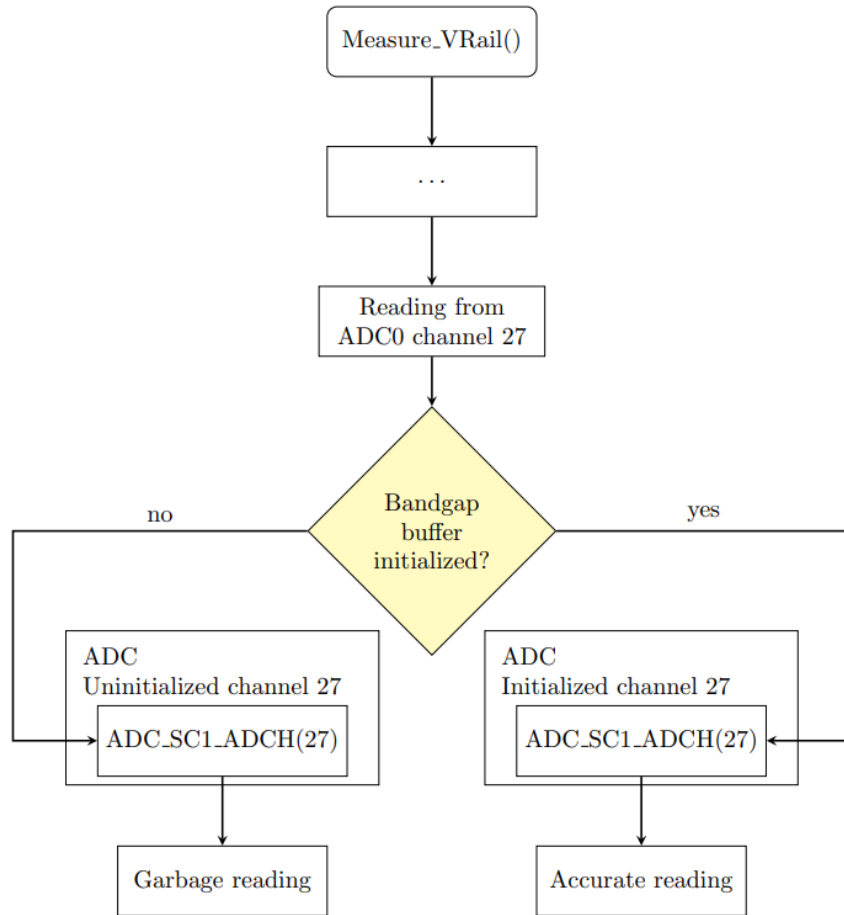 Measure_VRail()
...
Reading from
ADC0 channel 27
Bandgap
buffer
initialized?
no
yes
ADC
Uninitialized channel 27
ADC_SC1_ADCH(27)
Garbage reading
ADC
Initialized channel 27
ADC_SC1_ADCH(27)
Accurate reading